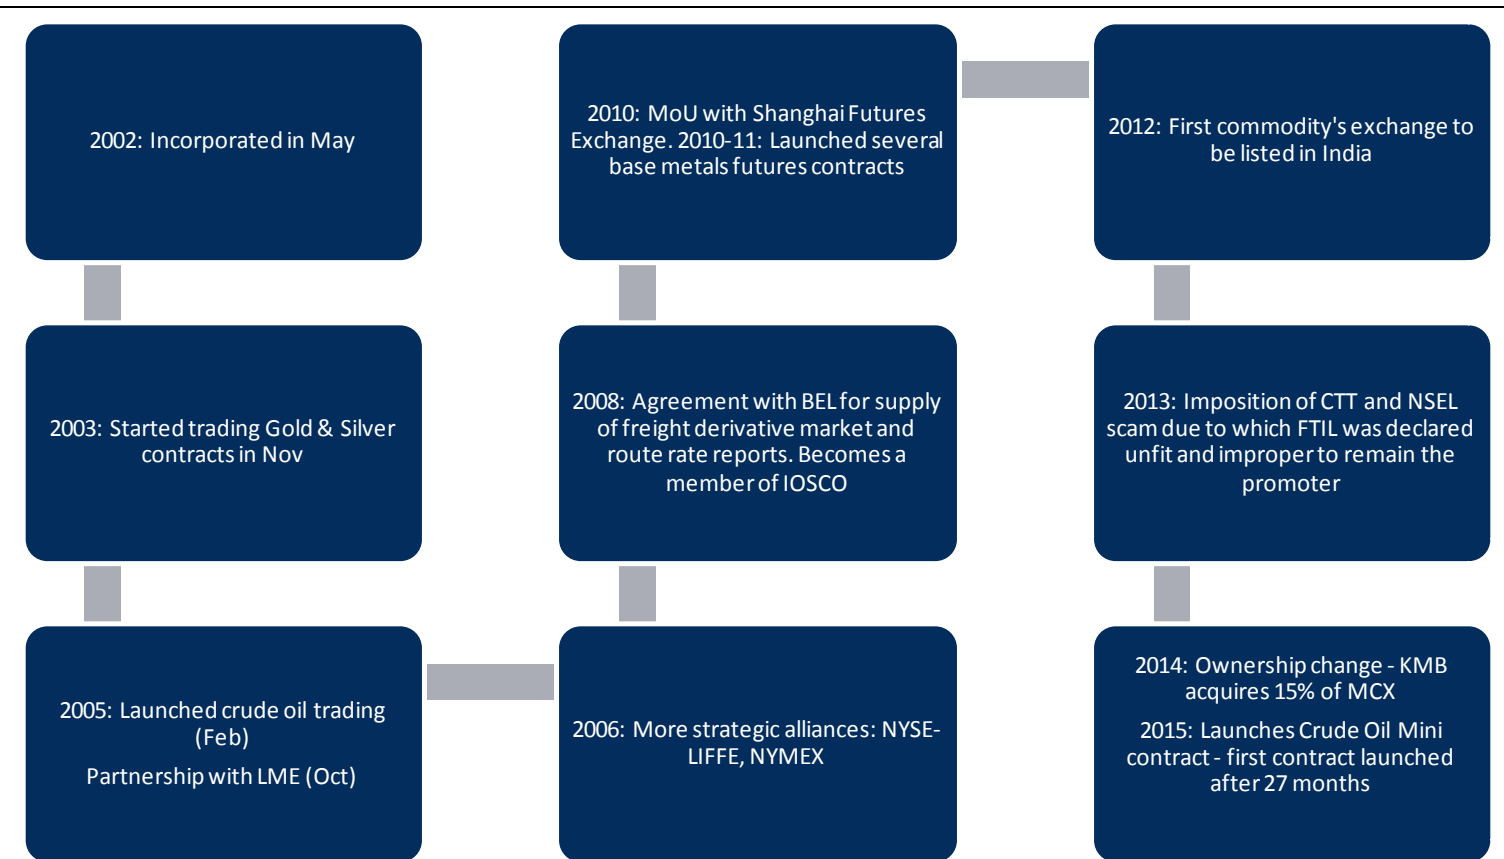 2002: Incorporated in May
2003: Started trading Gold & Silver
contracts in Nov
2005: Launched crude oil trading
(Feb)
Partnership with LME (Oct)
2006: More strategic alliances: NYSE-
LIFFE, NYMEX
2008: Agreement with BEL for supply
of freight derivative market and
route rate reports. Becomes a
member of IOSCO
2010: MoU with Shanghai Futures
Exchange. 2010-11: Launched several
base metals futures contracts
2012: First commodity's exchange to
be listed in India
2013: Imposition of CTT and NSEL
scam due to which FTIL was declared
unfit and improper to remain the
promoter
2014: Ownership change - KMB
acquires 15% of MCX
2015: Launches Crude Oil Mini
contract - first contract launched
after 27 months